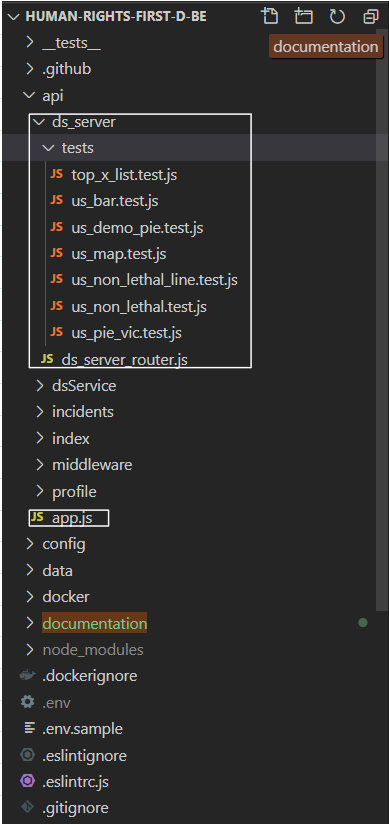 HUMAN-RIGHTS-FIRST-D-BE
documentation
__tests__
.github
api
ds_server
tests
JS top_x_list.test.js
JS us_bar.test.js
JS us_demo_pie.test.js
JS us_map.test.js
JS us_non_lethal_line.test.js
JS us_non_lethal.test.js
JS us_pie_vic.test.js
JS ds_server_router.js
dsService
incidents
index
middleware
profile
JS app.js
config
data
docker
documentation
node_modules
.dockerignore
.env
.env.sample
.eslintignore
.eslintrc.js
.gitignore